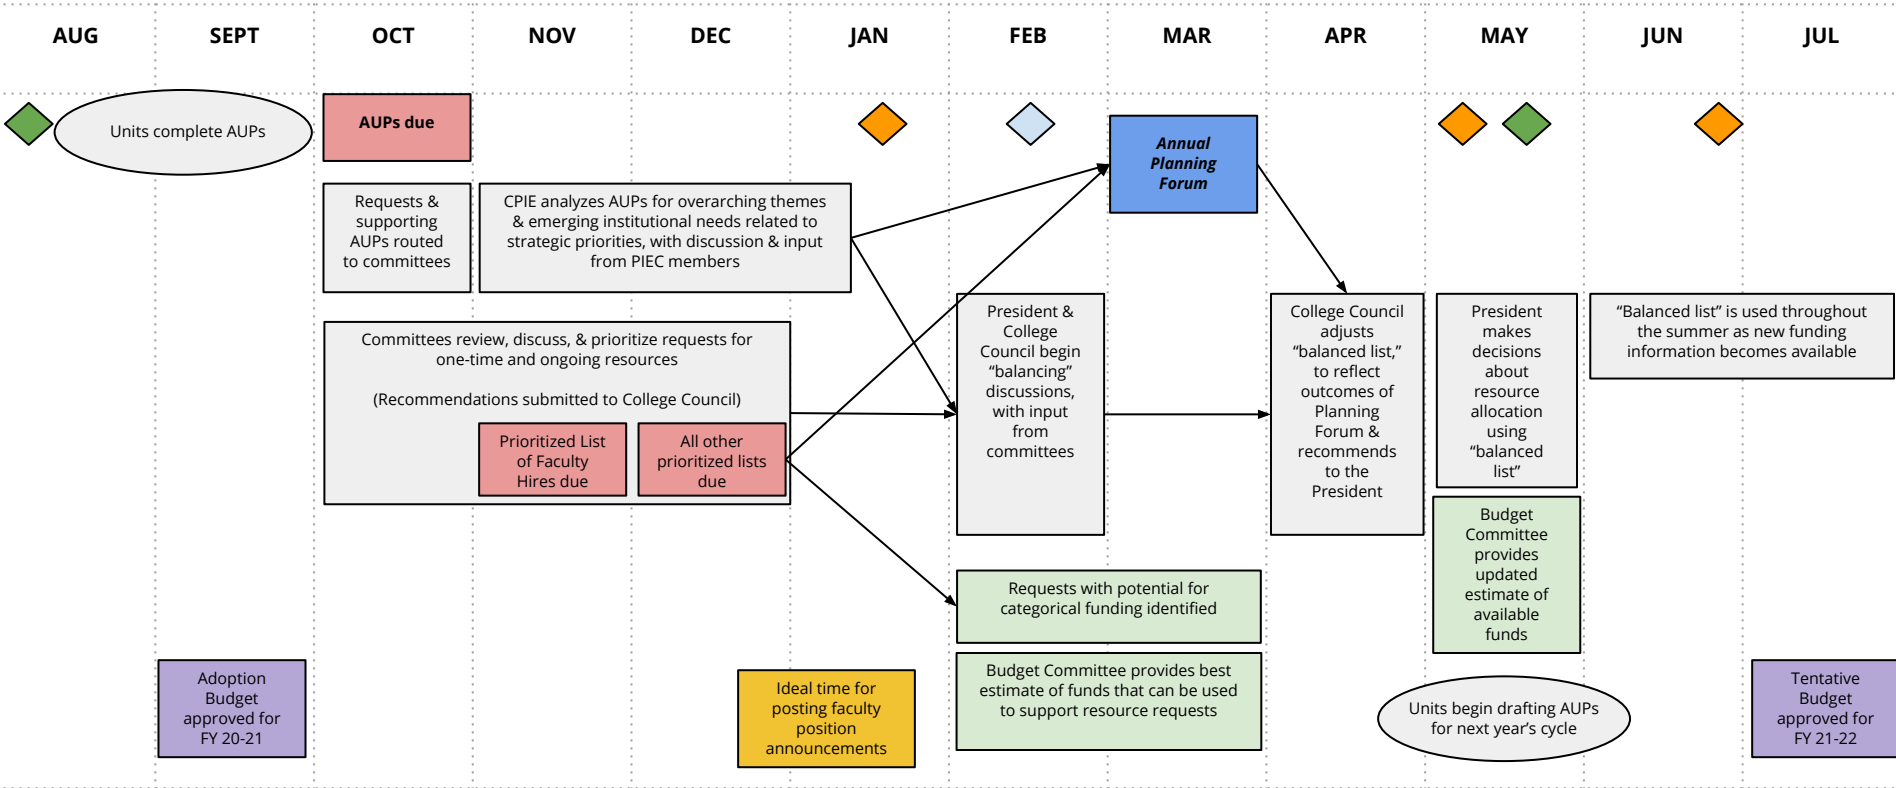 AUG SEPT OCT NOV DEC JAN FEB MAR APR MAY JUN JUL
Units complete AUPs
AUPs due
Annual
Planning
Forum
Requests &
supporting
AUPs routed
to committees
CPIE analyzes AUPs for overarching themes
& emerging institutional needs related to
strategic priorities, with discussion & input
from PIEC members
Committees review, discuss, & prioritize requests for
one-time and ongoing resources
(Recommendations submitted to College Council)
Prioritized List
of Faculty
Hires due
All other
prioritized lists
due
President &
College
Council begin
“balancing”
discussions,
with input
from
committees
College Council
adjusts
“balanced list,”
to reflect
outcomes of
Planning
Forum &
recommends
to the
President
President
makes
decisions
about
resource
allocation
using
“balanced
list”
“Balanced list” is used throughout
the summer as new funding
information becomes available
Budget
Committee
provides
updated
estimate of
available
funds
Requests with potential for
categorical funding identified
Budget Committee provides best
estimate of funds that can be used
to support resource requests
Adoption
Budget
approved for
FY 20-21
Ideal time for
posting faculty
position
announcements
Units begin drafting AUPs
for next year’s cycle
Tentative
Budget
approved for
FY 21-22